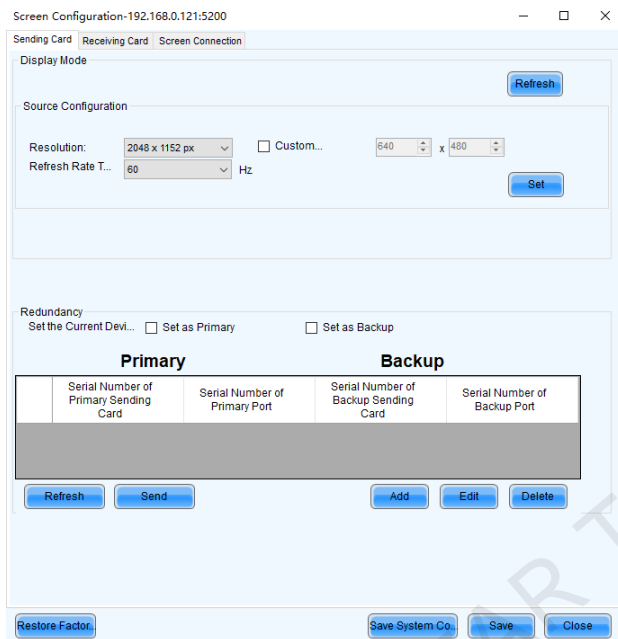 Screen Configuration-192.168.0.121:5200
Sending Card Receiving Card Screen Connection
Display Mode
Refresh
Source Configuration
Resolution: 2048 x 1152 px Custom... 640 x 480
Refresh Rate T... 60 Hz
Set
Redundancy
Set the Current Devi... Set as Primary Set as Backup
Primary Backup
Serial Number of Primary Sending Card
Serial Number of Primary Port
Serial Number of Backup Sending Card
Serial Number of Backup Port
Refresh Send Add Edit Delete
Restore Factor.. Save System Co.. Save Close